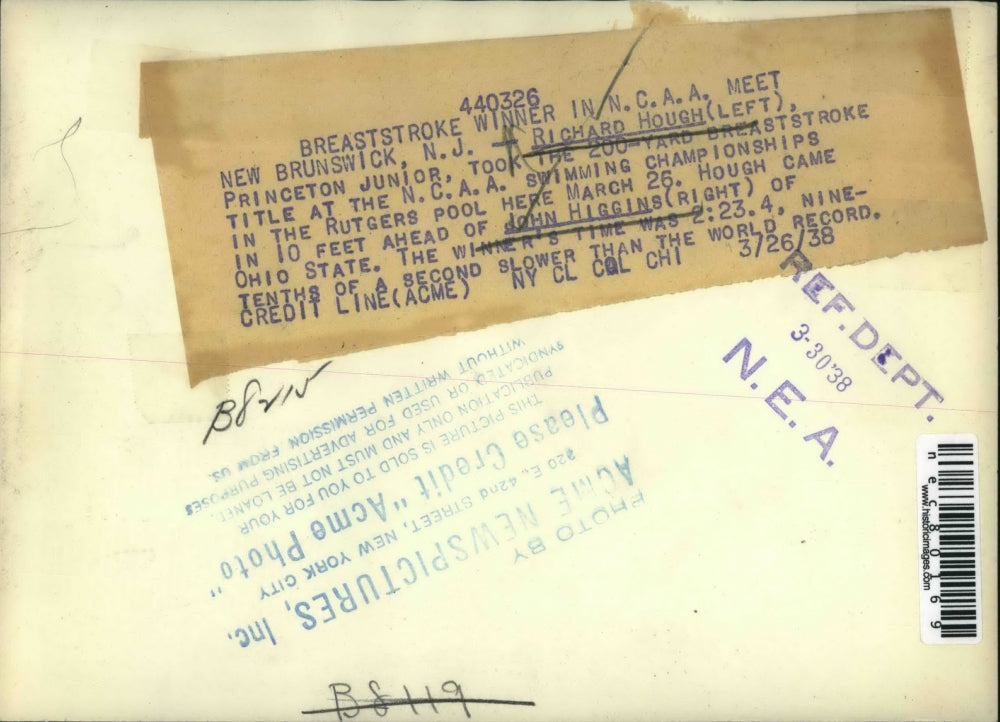 440326
BREASTSTROKE WINNER IN N.C.A.A. MEET
NEW BRUNSWICK, N.J. -- RICHARD HOUGH(LEFT),
PRINCETON JUNIOR, TOOK THE 200-YARD BREASTSTROKE
TITLE AT THE N.C.A.A. SWIMMING CHAMPIONSHIPS
IN THE RUTGERS POOL HERE MARCH 26. HOUGH CAME
IN 10 FEET AHEAD OF JOHN HIGGINS(RIGHT) OF
OHIO STATE. THE WINNER'S TIME WAS 2:23.4, NINE-
TENTHS OF A SECOND SLOWER THAN THE WORLD RECORD.
CREDIT LINE(ACME) NY CL CQL CHI 3/26/38
REF. DEPT.
3-30'38
N. E. A.
PHOTO BY
ACME NEWSPICTURES, Inc.
220 E. 42nd STREET, NEW YORK CITY
Please Credit "Acme Photo"
THIS PICTURE IS SOLD TO YOU FOR YOUR
PUBLICATION ONLY AND MUST NOT BE LOANED,
SYNDICATED OR USED FOR ADVERTISING PURPOSES
WITHOUT WRITTEN PERMISSION FROM US.
nec80169
www.historicimages.com
B8119